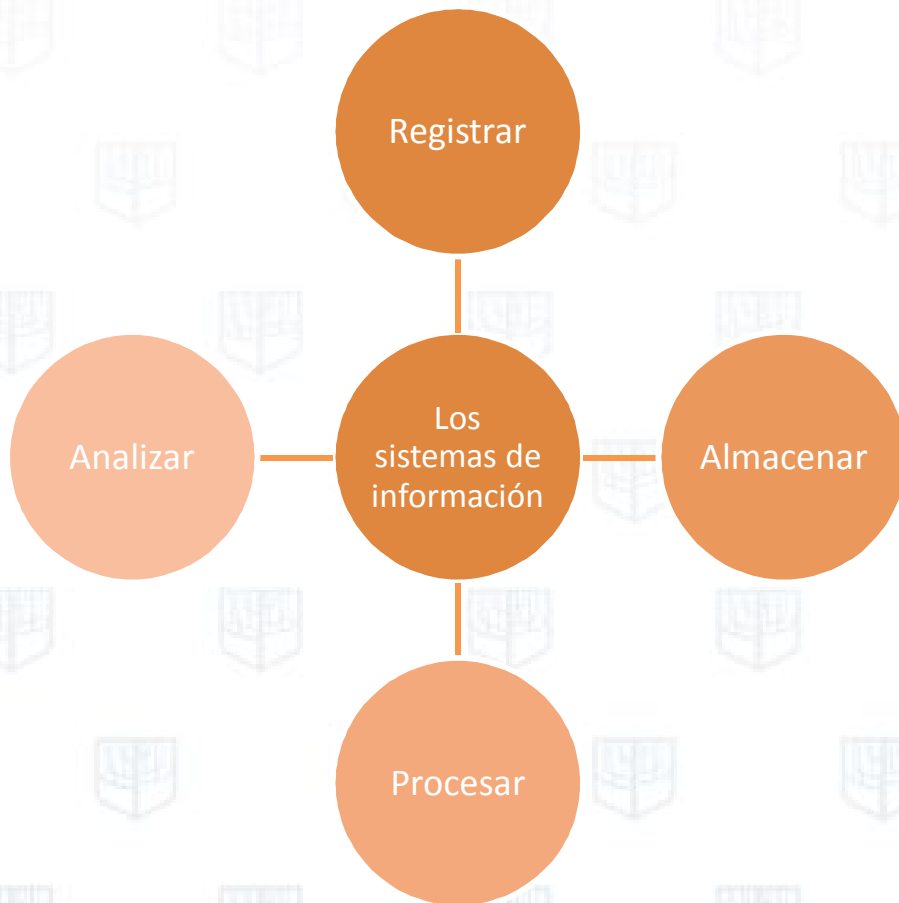 Registrar
Analizar
Los
sistemas de
información
Almacenar
Procesar